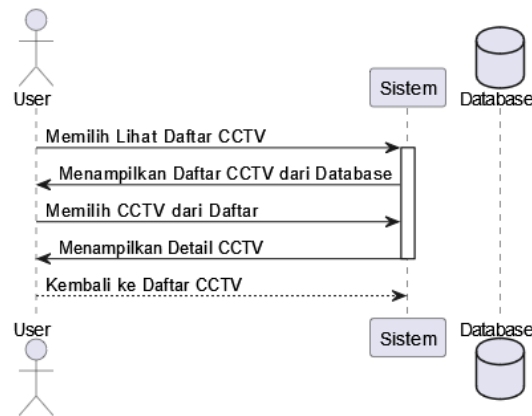 User
Sistem
Database
Memilih Lihat Daftar CCTV
Menampilkan Daftar CCTV dari Database
Memilih CCTV dari Daftar
Menampilkan Detail CCTV
Kembali ke Daftar CCTV
User
Sistem
Database